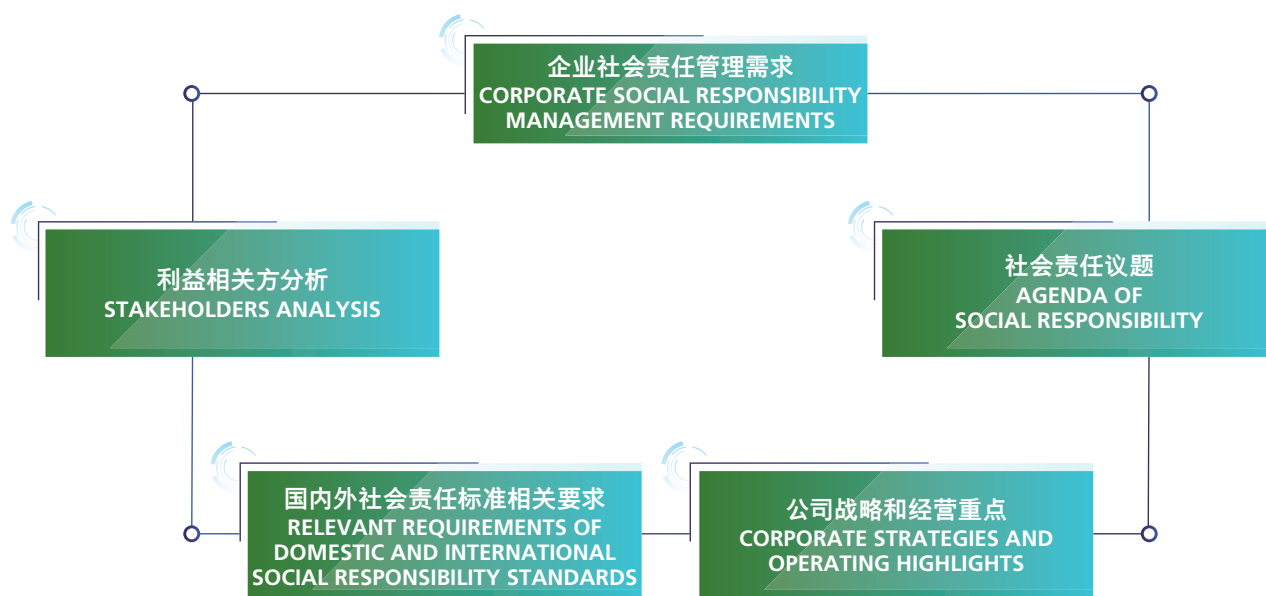 企业社会责任管理需求
CORPORATE SOCIAL RESPONSIBILITY
MANAGEMENT REQUIREMENTS
利益相关方分析
STAKEHOLDERS ANALYSIS
社会责任议题
AGENDA OF
SOCIAL RESPONSIBILITY
国内外社会责任标准相关要求
RELEVANT REQUIREMENTS OF
DOMESTIC AND INTERNATIONAL
SOCIAL RESPONSIBILITY STANDARDS
公司战略和经营重点
CORPORATE STRATEGIES AND
OPERATING HIGHLIGHTS